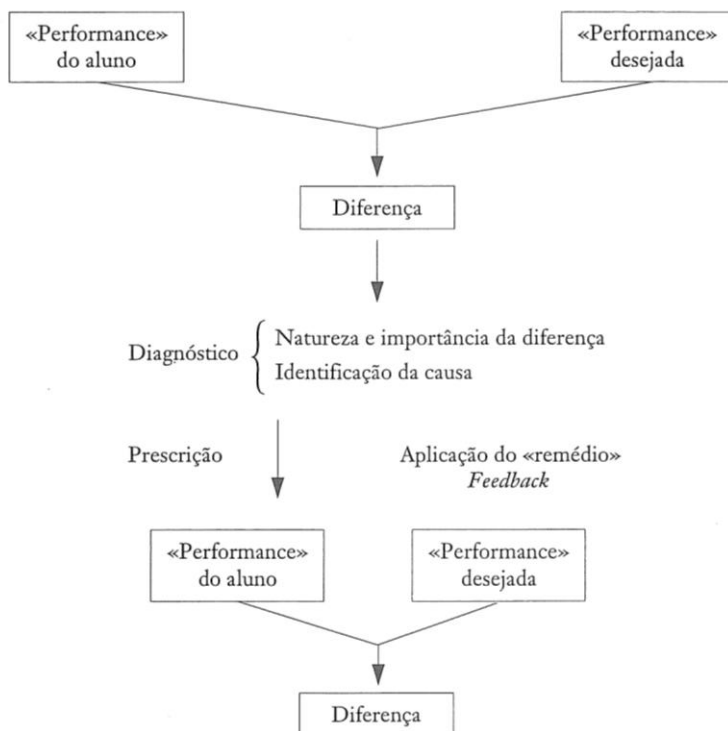 «Performance»
do aluno
«Performance»
desejada
Diferença
Diagnóstico
Natureza e importância da diferença
Identificação da causa
Prescrição
Aplicação do «remédio»
Feedback
«Performance»
do aluno
«Performance»
desejada
Diferença